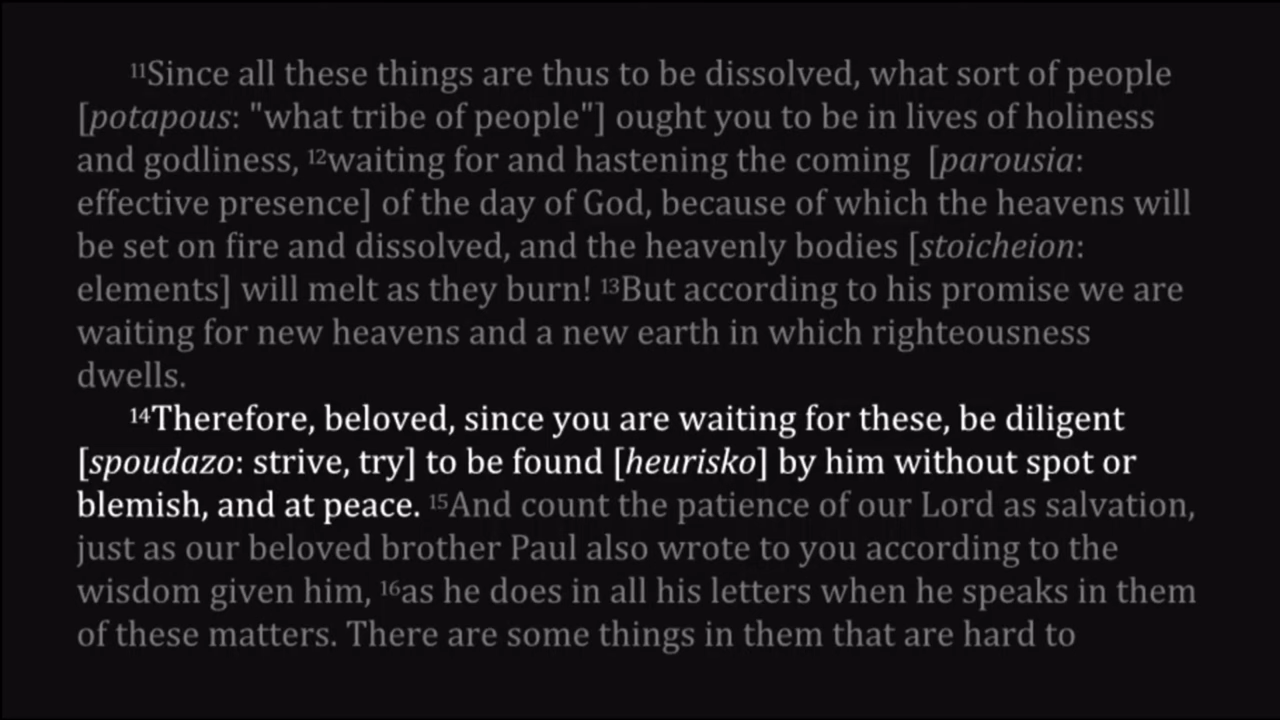 ¹¹Since all these things are thus to be dissolved, what sort of people
[potapous: "what tribe of people"] ought you to be in lives of holiness
and godliness, ¹²waiting for and hastening the coming [parousia:
effective presence] of the day of God, because of which the heavens will
be set on fire and dissolved, and the heavenly bodies [stoicheion:
elements] will melt as they burn! ¹³But according to his promise we are
waiting for new heavens and a new earth in which righteousness
dwells.
¹⁴Therefore, beloved, since you are waiting for these, be diligent
[spoudazo: strive, try] to be found [heurisko] by him without spot or
blemish, and at peace. ¹⁵And count the patience of our Lord as salvation,
just as our beloved brother Paul also wrote to you according to the
wisdom given him, ¹⁶as he does in all his letters when he speaks in them
of these matters. There are some things in them that are hard to